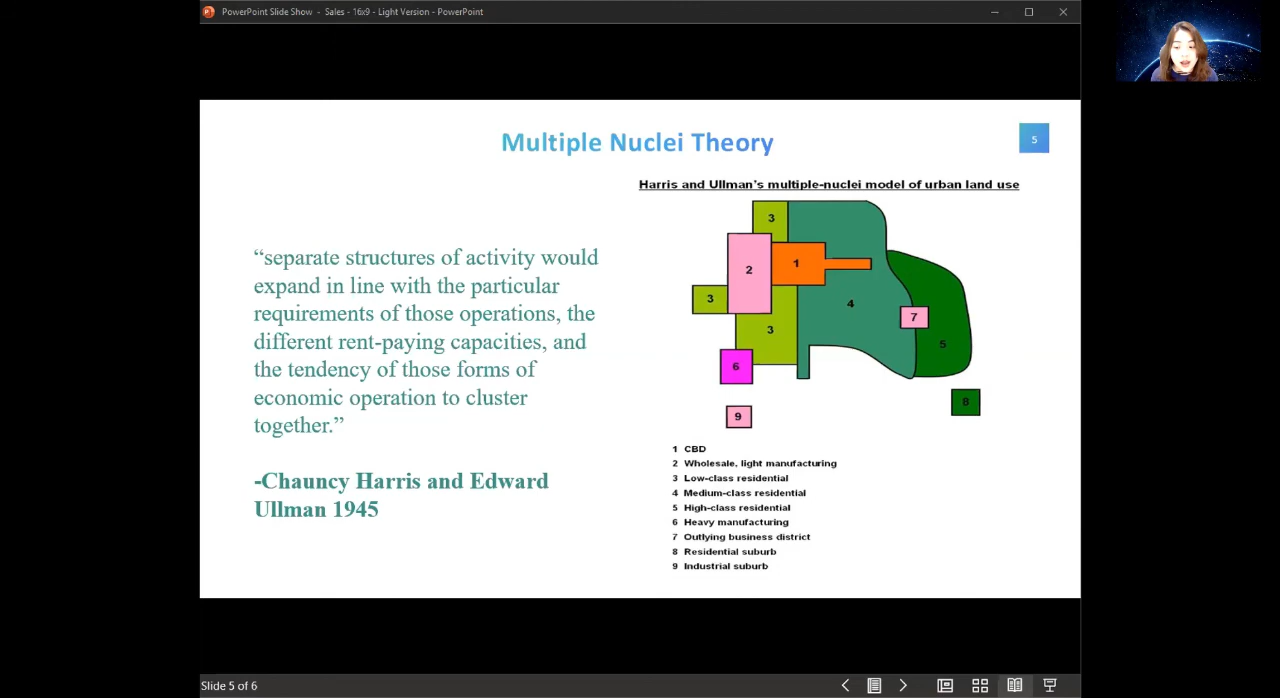 PowerPoint Slide Show - Sales - 16x9 - Light Version - PowerPoint
Multiple Nuclei Theory
5
Harris and Ullman's multiple-nuclei model of urban land use
“separate structures of activity would
expand in line with the particular
requirements of those operations, the
different rent-paying capacities, and
the tendency of those forms of
economic operation to cluster
together.”
-Chauncy Harris and Edward
Ullman 1945
3
2
1
3
4
3
7
5
6
8
9
1 CBD
2 Wholesale, light manufacturing
3 Low-class residential
4 Medium-class residential
5 High-class residential
6 Heavy manufacturing
7 Outlying business district
8 Residential suburb
9 Industrial suburb
Slide 5 of 6